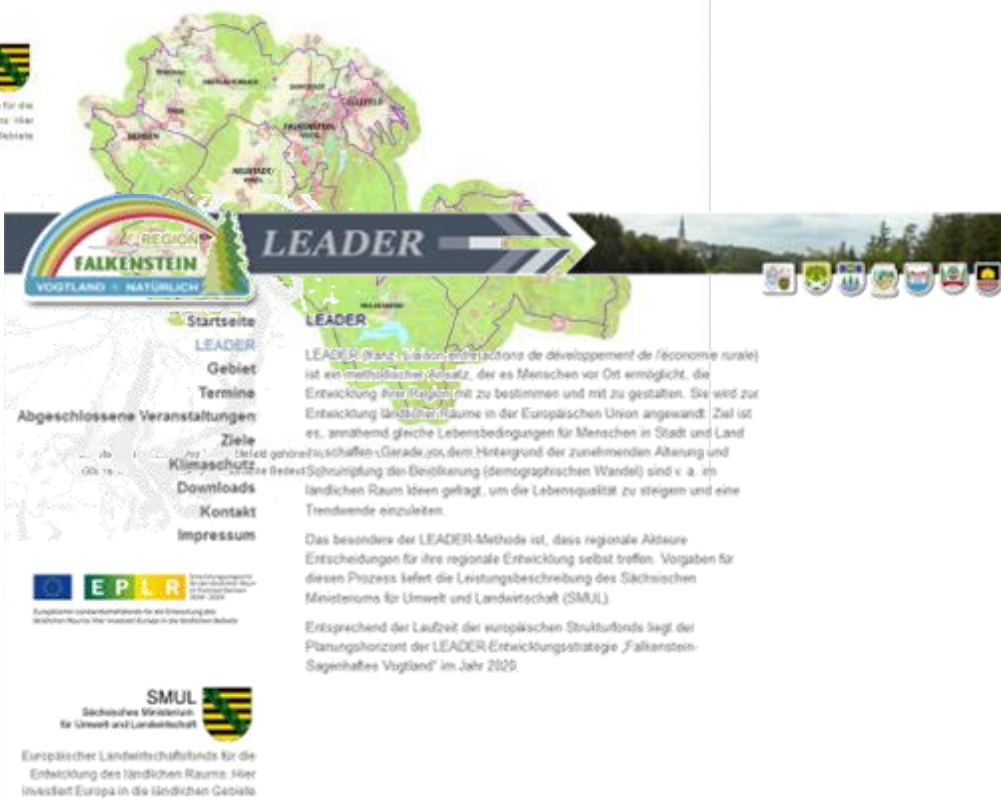 für die
Hier
Gebiete
BERGEN
ELLEFELD
FALKENSTEIN
NEUSTADT/
REGION
FALKENSTEIN
VOGTLAND NATÜRLICH
LEADER
Startseite
LEADER
Gebiet
Termine
Abgeschlossene Veranstaltungen
Ziele
Klimaschutz
Downloads
Kontakt
Impressum
LEADER
LEADER (franz. Liaison entre actions de développement de l'économie rurale)
ist ein methodischer Ansatz, der es Menschen vor Ort ermöglicht, die
Entwicklung ihrer Region mit zu bestimmen und mit zu gestalten. Sie wird zur
Entwicklung ländlicher Räume in der Europäischen Union angewandt. Ziel ist
es, annähernd gleiche Lebensbedingungen für Menschen in Stadt und Land
zu schaffen. Gerade vor dem Hintergrund der zunehmenden Alterung und
Schrumpfung der Bevölkerung (demographischen Wandel) sind v. a. im
ländlichen Raum Ideen gefragt, um die Lebensqualität zu steigern und eine
Trendwende einzuleiten.
Das besondere der LEADER-Methode ist, dass regionale Akteure
Entscheidungen für ihre regionale Entwicklung selbst treffen. Vorgaben für
diesen Prozess liefert die Leistungsbeschreibung des Sächsischen
Ministeriums für Umwelt und Landwirtschaft (SMUL).
Entsprechend der Laufzeit der europäischen Strukturfonds liegt der
Planungshorizont der LEADER-Entwicklungsstrategie „Falkenstein-
Sagenhaftes Vogtland" im Jahr 2020.
EPLR
SMUL
Sächsisches Ministerium
für Umwelt und Landwirtschaft
Europäischer Landwirtschaftsfonds für die
Entwicklung des ländlichen Raums: Hier
investiert Europa in die ländlichen Gebiete